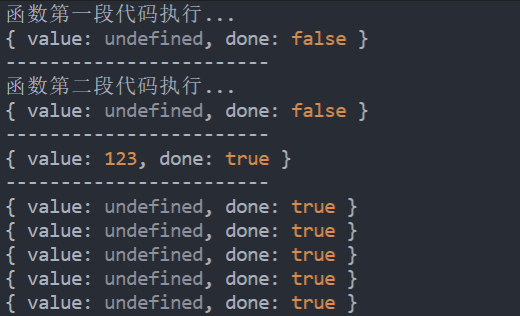 函数第一段代码执行...
{ value: undefined, done: false }
------------------------
函数第二段代码执行...
{ value: undefined, done: false }
------------------------
{ value: 123, done: true }
------------------------
{ value: undefined, done: true }
{ value: undefined, done: true }
{ value: undefined, done: true }
{ value: undefined, done: true }
{ value: undefined, done: true }